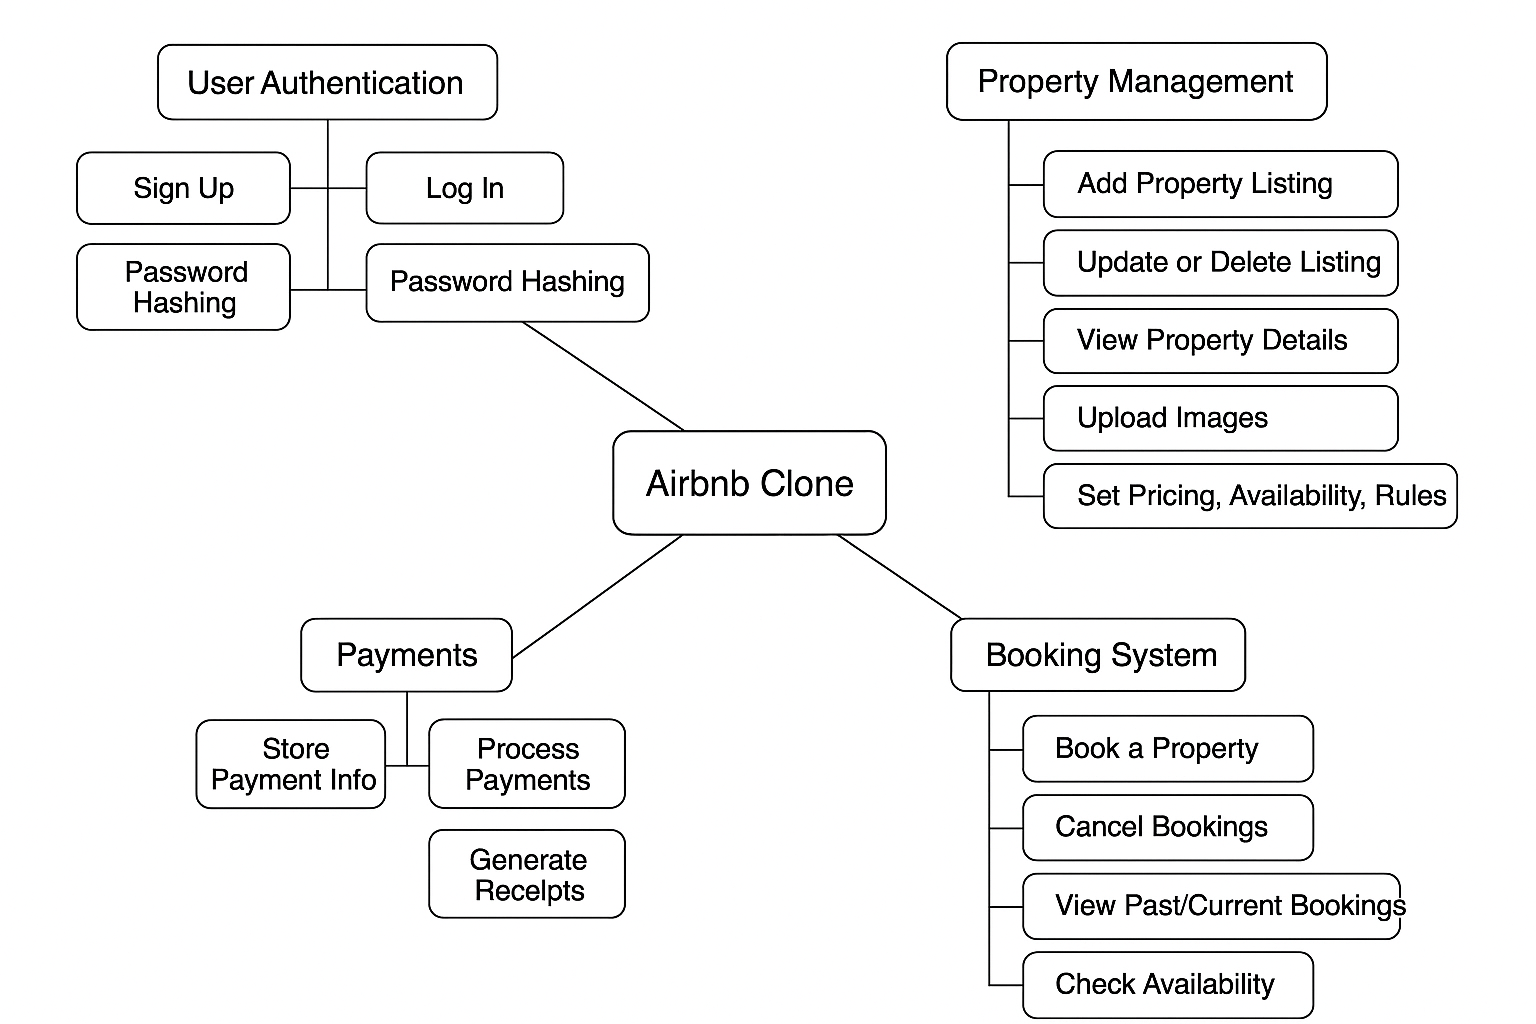 User Authentication
Sign Up
Log In
Password
Hashing
Password Hashing
Property Management
Add Property Listing
Update or Delete Listing
View Property Details
Upload Images
Set Pricing, Availability, Rules
Airbnb Clone
Payments
Store
Payment Info
Process
Payments
Generate
Recelpts
Booking System
Book a Property
Cancel Bookings
View Past/Current Bookings
Check Availability